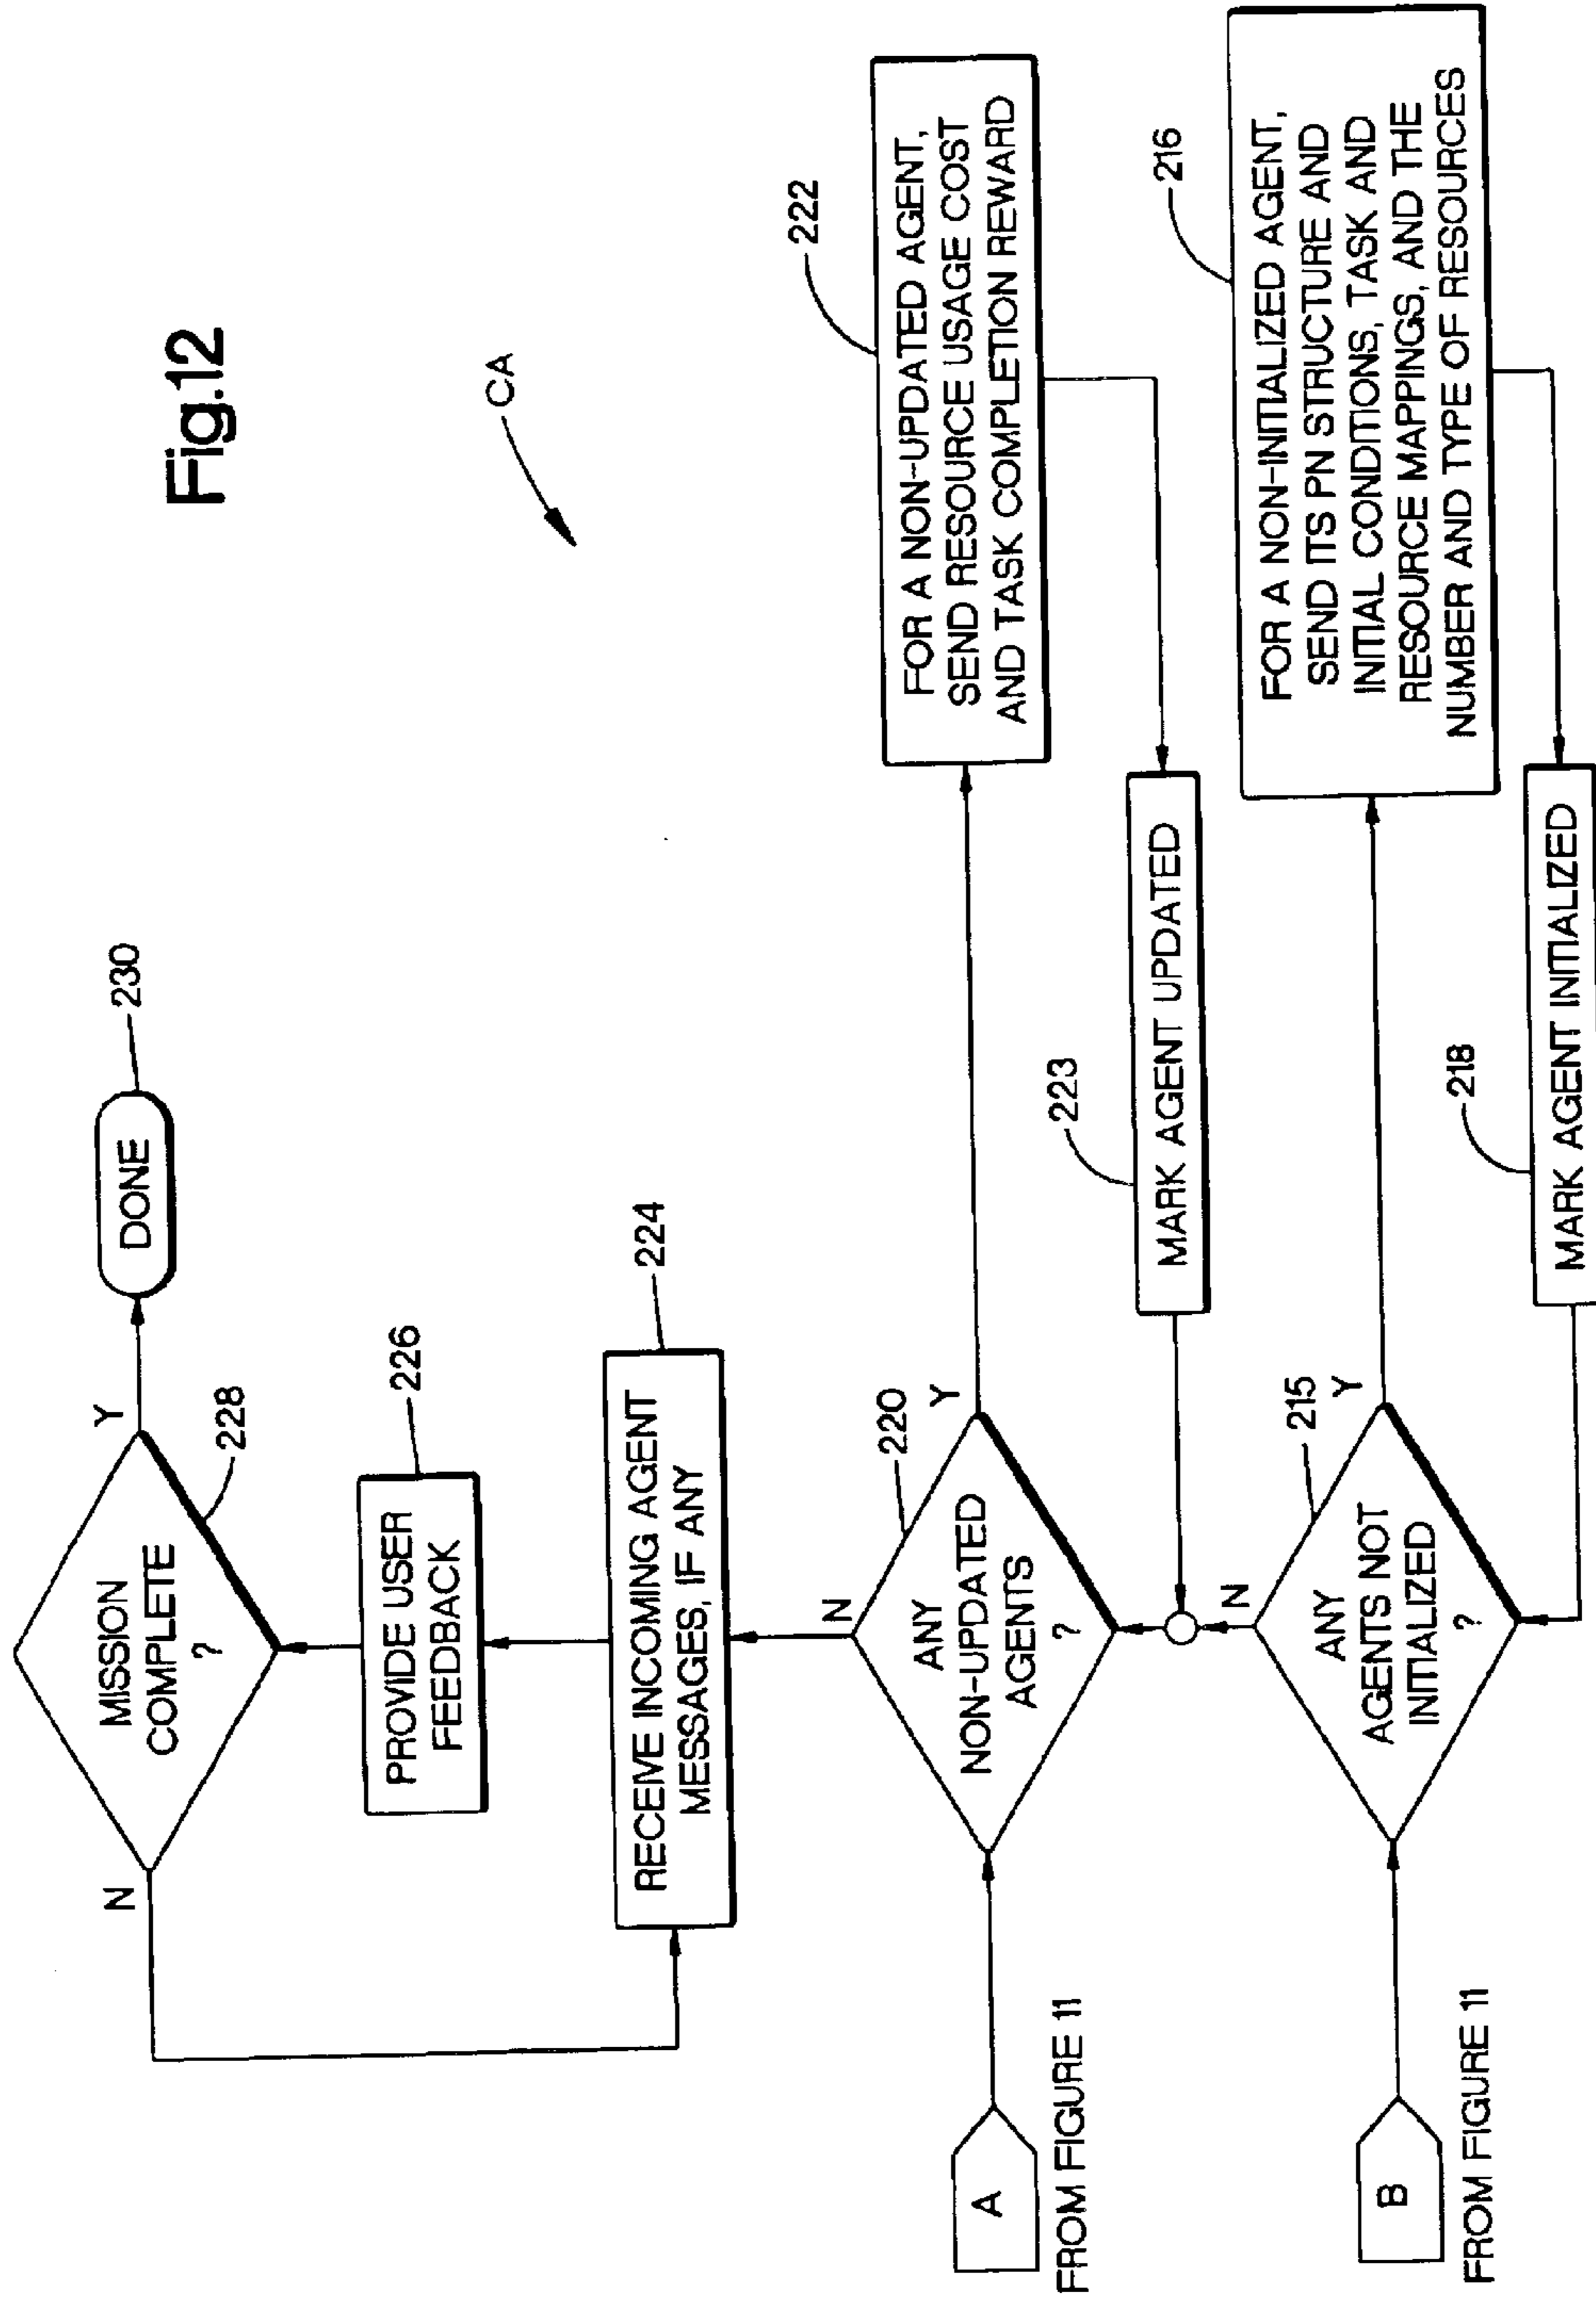 Fig.12
CA
MISSION
COMPLETE
?
Y
N
228
DONE
230
PROVIDE USER
FEEDBACK
226
RECEIVE INCOMING AGENT
MESSAGES, IF ANY
224
A
FROM FIGURE 11
ANY
NON-UPDATED
AGENTS
?
N
Y
220
FOR A NON-UPDATED AGENT,
SEND RESOURCE USAGE COST
AND TASK COMPLETION REWARD
222
MARK AGENT UPDATED
223
B
FROM FIGURE 11
ANY
AGENTS NOT
INITIALIZED
?
N
Y
215
FOR A NON-INITIALIZED AGENT,
SEND ITS PN STRUCTURE AND
INITIAL CONDITIONS, TASK AND
RESOURCE MAPPINGS, AND THE
NUMBER AND TYPE OF RESOURCES
216
MARK AGENT INITIALIZED
218